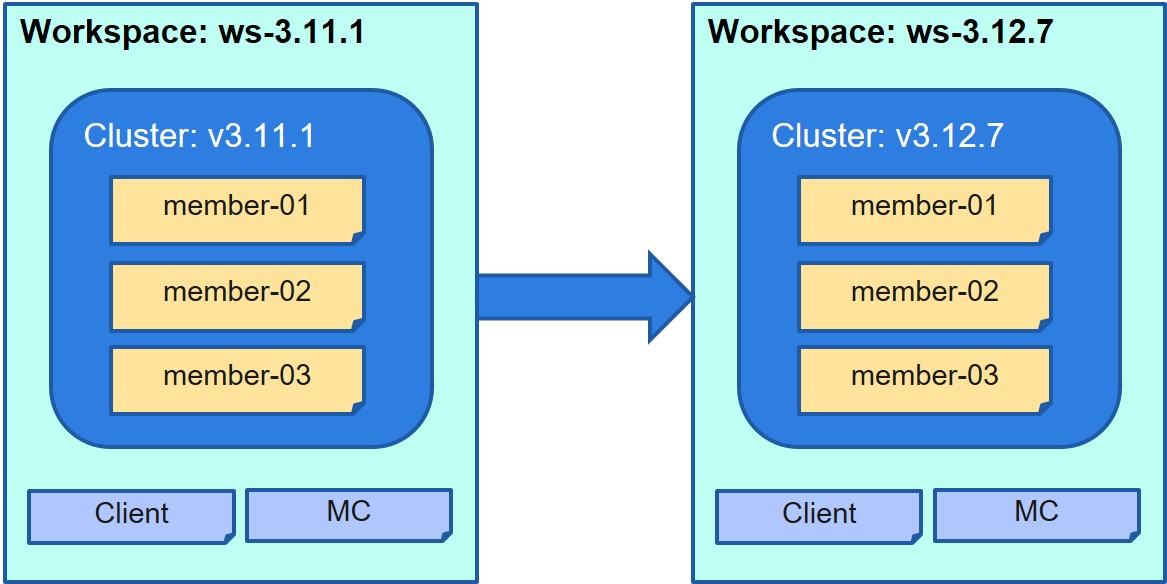 Workspace: ws-3.11.1
Cluster: v3.11.1
member-01
member-02
member-03
Client
MC
Workspace: ws-3.12.7
Cluster: v3.12.7
member-01
member-02
member-03
Client
MC